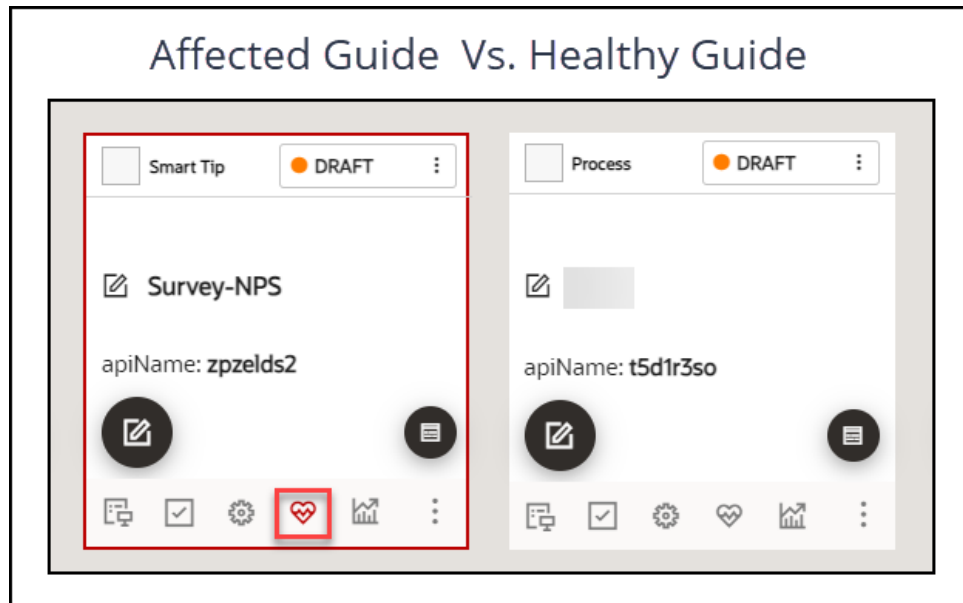 Affected Guide Vs. Healthy Guide
Smart Tip
DRAFT
Survey-NPS
apiName: zpzelds2
Process
DRAFT
apiName: t5d1r3so